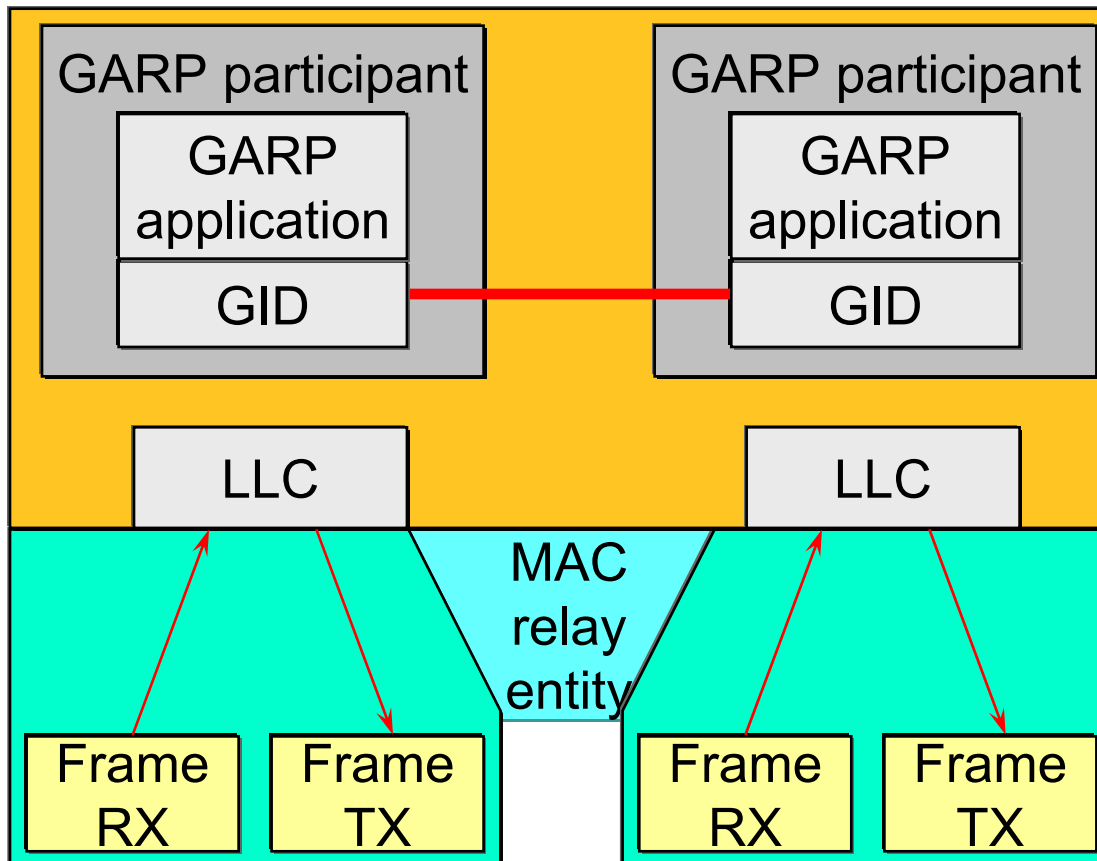 GARP participant
GARP
application
GID
GARP participant
GARP
application
GID
LLC
LLC
MAC
relay
entity
Frame
RX
Frame
TX
Frame
RX
Frame
TX